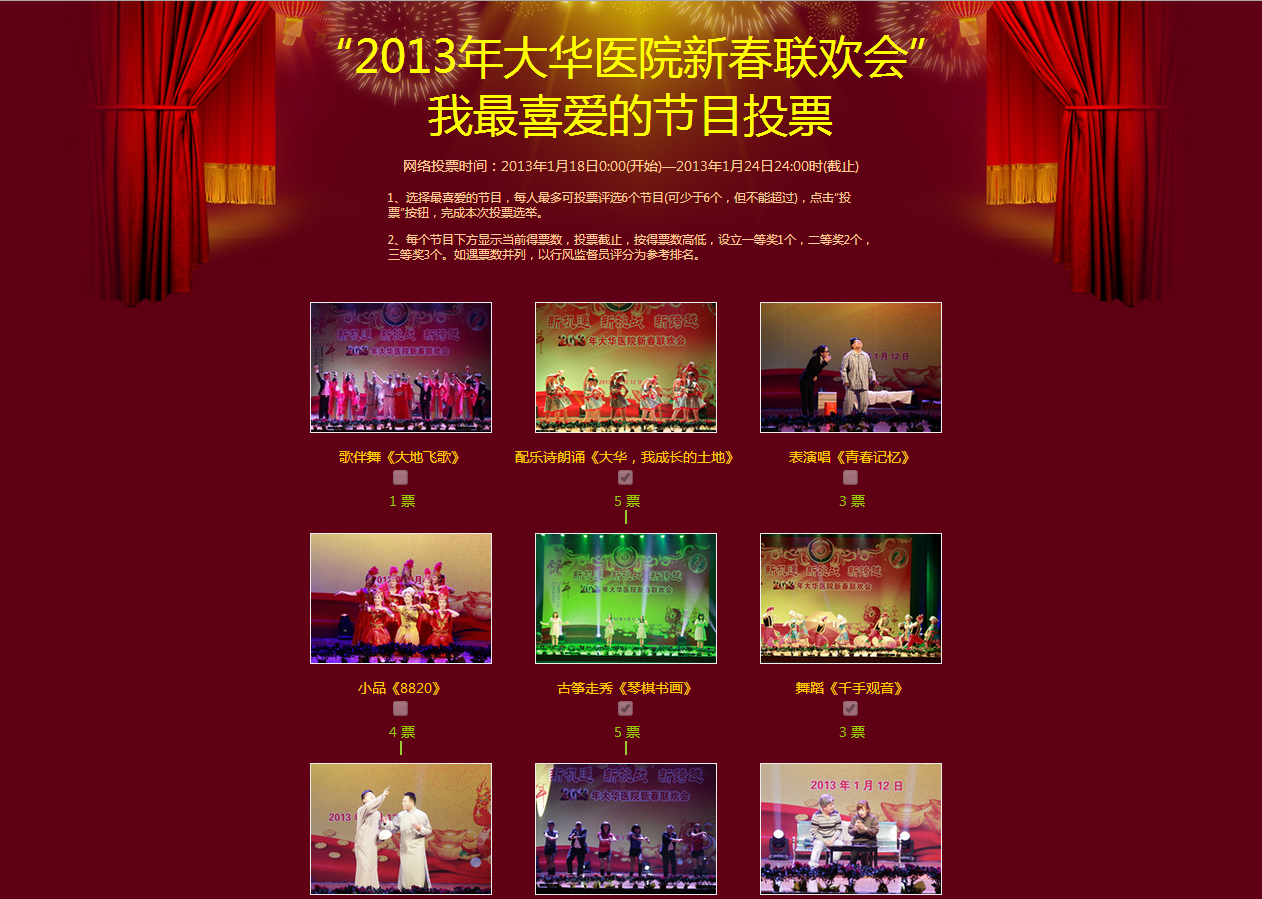 “2013年大华医院新春联欢会”
我最喜爱的节目投票
网络投票时间：2013年1月18日0:00(开始)—2013年1月24日24:00时(截止)
1、选择最喜爱的节目，每人最多可投票评选6个节目(可少于6个，但不能超过)，点击“投
票”按钮，完成本次投票选举。
2、每个节目下方显示当前得票数，投票截止，按得票数高低，设立一等奖1个，二等奖2个，
三等奖3个。如遇票数并列，以行风监督员评分为参考排名。
新机遇 新挑战 新跨越
2013年大华医院新春联欢会
新机遇 新挑战 新跨越
2013年大华医院新春联欢会
1月12日
歌伴舞《大地飞歌》
配乐诗朗诵《大华，我成长的土地》
表演唱《青春记忆》
1 票
5 票
3 票
新机遇 新挑战 新跨越
2013年大华医院新春联欢会
新机遇 新挑战 新跨越
2013年大华医院新春联欢会
小品《8820》
古筝走秀《琴棋书画》
舞蹈《千手观音》
4 票
5 票
3 票
2013
新机遇 新挑战 新跨越
2013年大华医院新春联欢会
2013 年 1 月 12 日